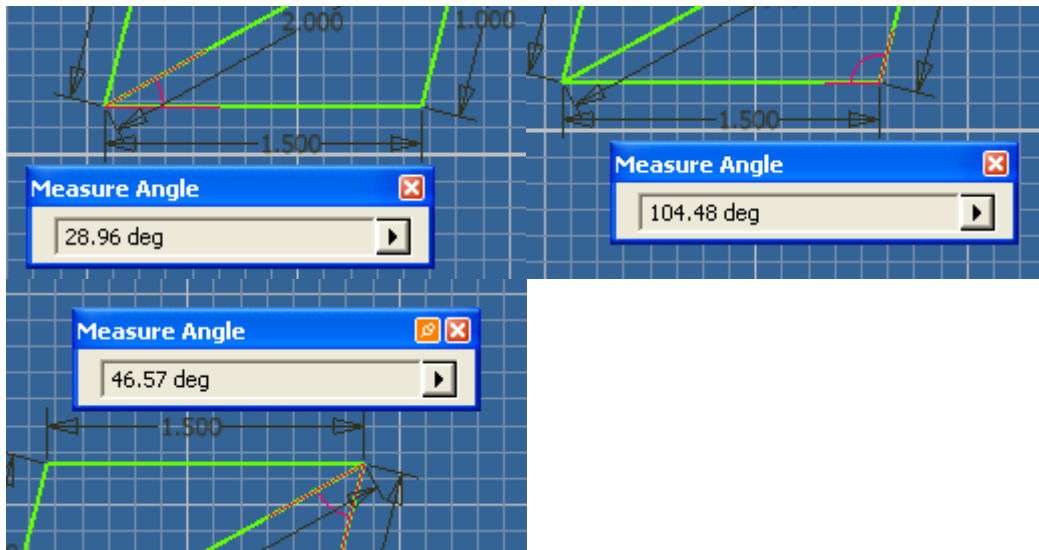 2.000
1.000
1.500
Measure Angle
28.96 deg
1.500
Measure Angle
104.48 deg
Measure Angle
46.57 deg
1.500